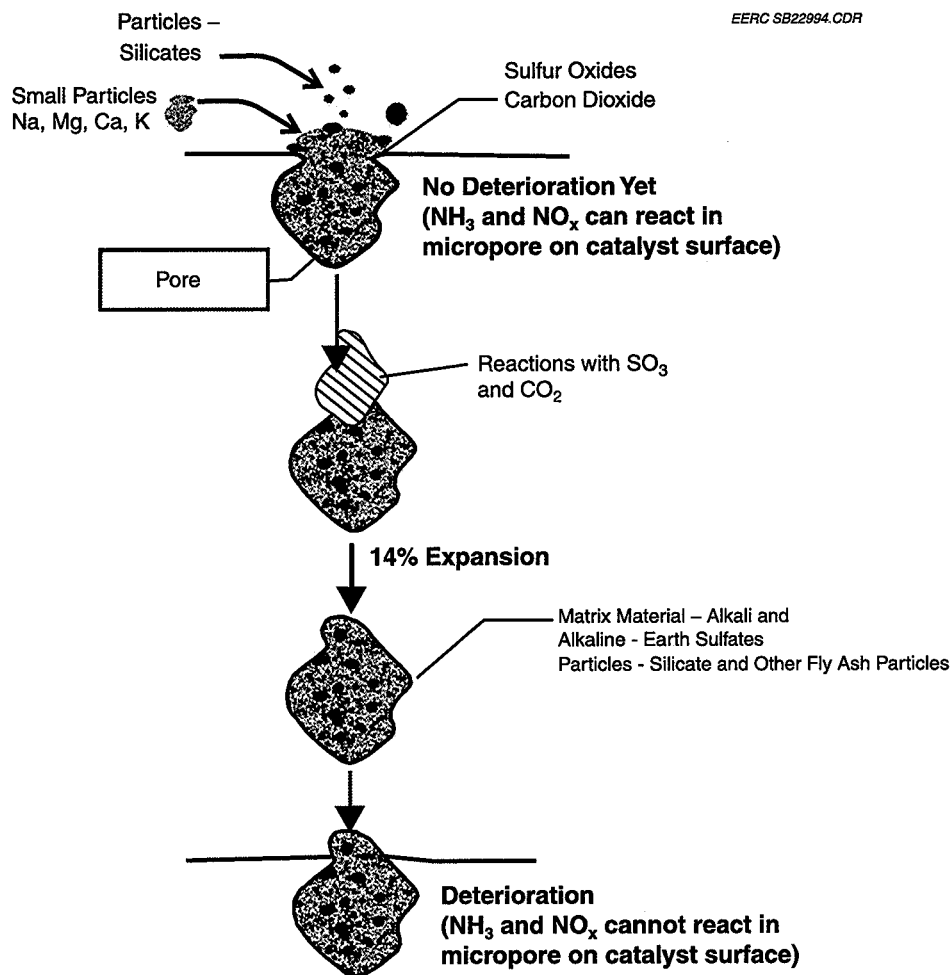 EERC SB22994.CDR
Particles –
Silicates
Small Particles
Na, Mg, Ca, K
Sulfur Oxides
Carbon Dioxide
No Deterioration Yet
(NH₃ and NOₓ can react in
micropore on catalyst surface)
Pore
Reactions with SO₃
and CO₂
14% Expansion
Matrix Material – Alkali and
Alkaline - Earth Sulfates
Particles - Silicate and Other Fly Ash Particles
Deterioration
(NH₃ and NOₓ cannot react in
micropore on catalyst surface)